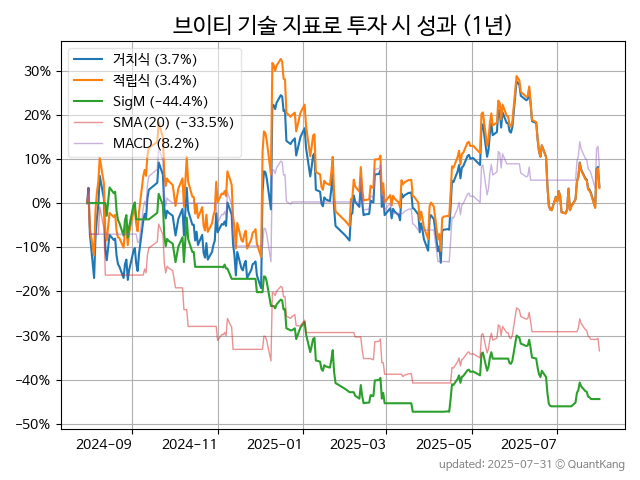 브이티 기술 지표로 투자 시 성과 (1년)
거치식 (3.7%)
적립식 (3.4%)
SigM (−44.4%)
SMA(20) (−33.5%)
MACD (8.2%)
30%
20%
10%
0%
−10%
−20%
−30%
−40%
−50%
2024-09 2024-11 2025-01 2025-03 2025-05 2025-07
updated: 2025-07-31 © QuantKang